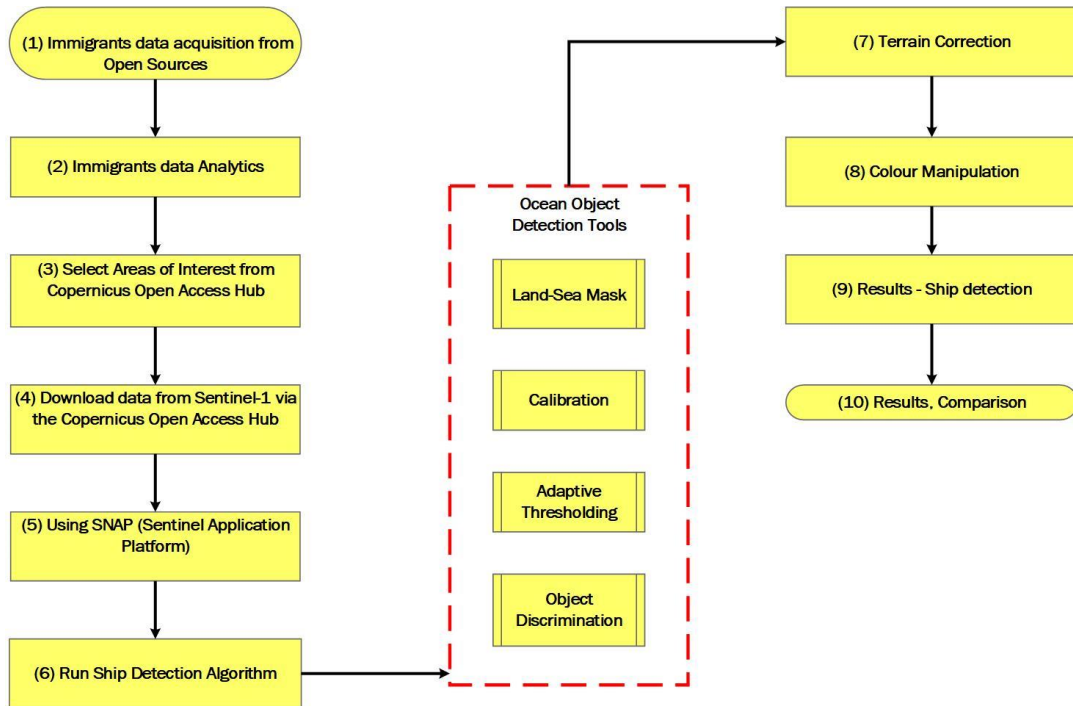 (1) Immigrants data acquisition from
Open Sources
(2) Immigrants data Analytics
(3) Select Areas of Interest from
Copernicus Open Access Hub
(4) Download data from Sentinel-1 via
the Copernicus Open Access Hub
(5) Using SNAP (Sentinel Application
Platform)
(6) Run Ship Detection Algorithm
Ocean Object
Detection Tools
Land-Sea Mask
Calibration
Adaptive
Thresholding
Object
Discrimination
(7) Terrain Correction
(8) Colour Manipulation
(9) Results - Ship detection
(10) Results, Comparison